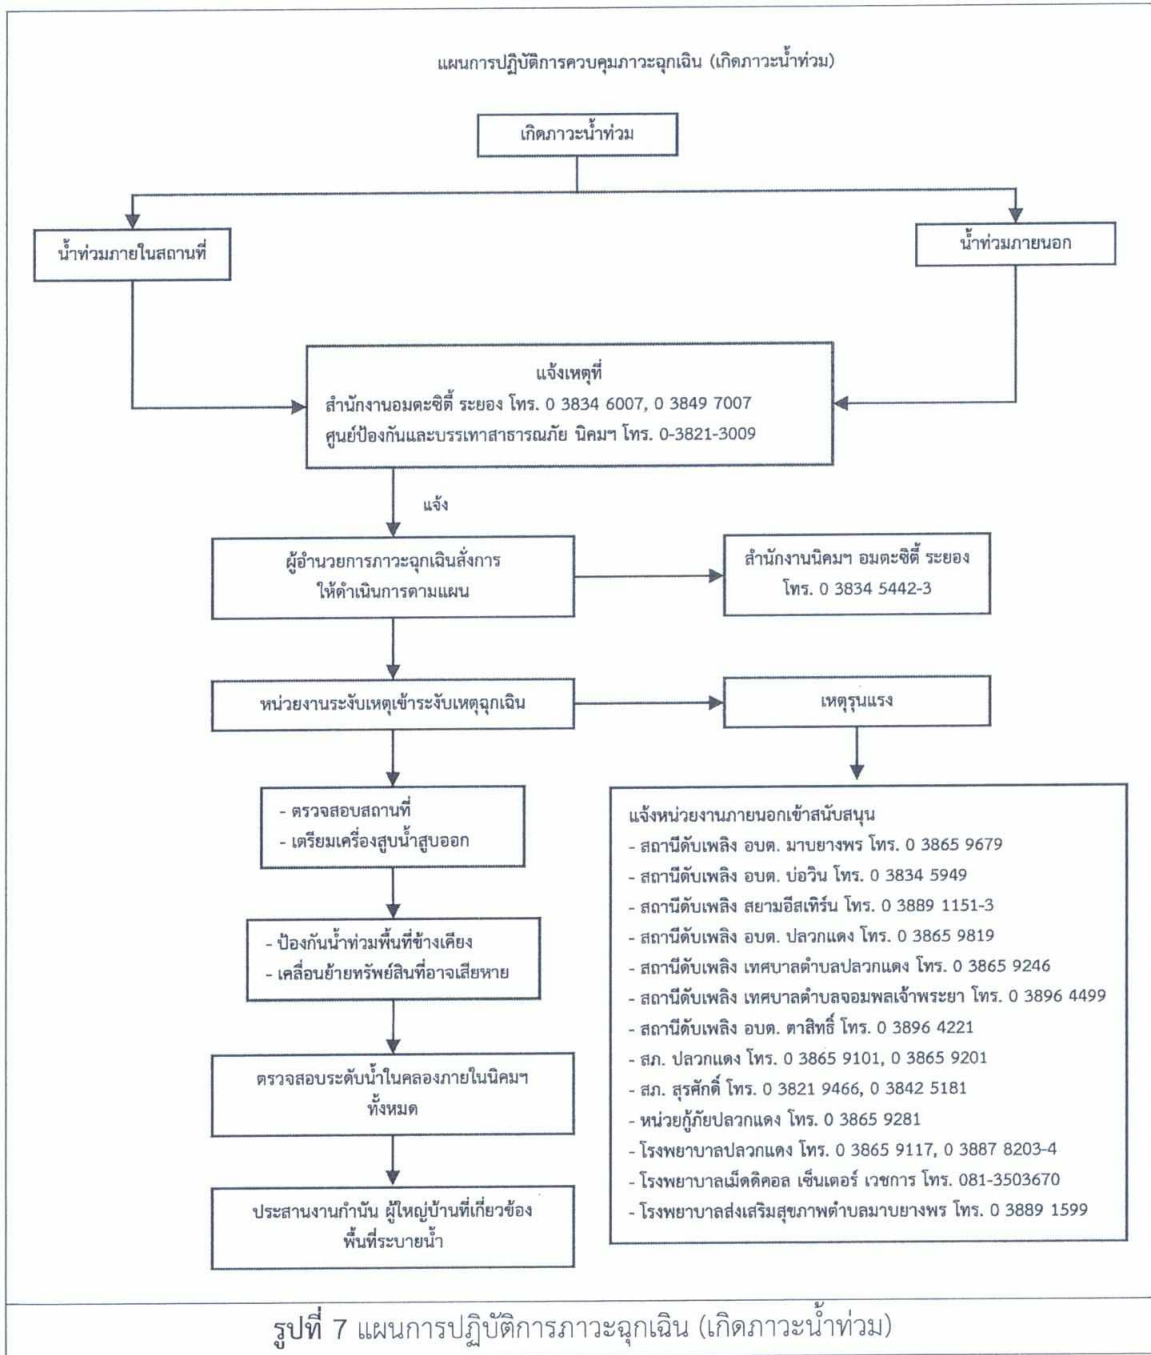 แผนการปฏิบัติการควบคุมภาวะฉุกเฉิน (เกิดภาวะน้ำท่วม)
เกิดภาวะน้ำท่วม
น้ำท่วมภายในสถานที่
น้ำท่วมภายนอก
แจ้งเหตุที่
สำนักงานอมตะซิตี้ ระยอง โทร. 0 3834 6007, 0 3849 7007
ศูนย์ป้องกันและบรรเทาสาธารณภัย นิคมฯ โทร. 0-3821-3009
แจ้ง
ผู้อำนวยการภาวะฉุกเฉินสั่งการ
ให้ดำเนินการตามแผน
สำนักงานนิคมฯ อมตะซิตี้ ระยอง
โทร. 0 3834 5442-3
หน่วยงานระงับเหตุเข้าระงับเหตุฉุกเฉิน
เหตุรุนแรง
- ตรวจสอบสถานที่
- เตรียมเครื่องสูบน้ำสูบออก
- ป้องกันน้ำท่วมพื้นที่ข้างเคียง
- เคลื่อนย้ายทรัพย์สินที่อาจเสียหาย
ตรวจสอบระดับน้ำในคลองภายในนิคมฯ
ทั้งหมด
ประสานงานกำนัน ผู้ใหญ่บ้านที่เกี่ยวข้อง
พื้นที่ระบายน้ำ
แจ้งหน่วยงานภายนอกเข้าสนับสนุน
- สถานีดับเพลิง อบต. มาบยางพร โทร. 0 3865 9679
- สถานีดับเพลิง อบต. บ่อวิน โทร. 0 3834 5949
- สถานีดับเพลิง สยามอีสเทิร์น โทร. 0 3889 1151-3
- สถานีดับเพลิง อบต. ปลวกแดง โทร. 0 3865 9819
- สถานีดับเพลิง เทศบาลตำบลปลวกแดง โทร. 0 3865 9246
- สถานีดับเพลิง เทศบาลตำบลจอมพลเจ้าพระยา โทร. 0 3896 4499
- สถานีดับเพลิง อบต. ตาสิทธิ์ โทร. 0 3896 4221
- สภ. ปลวกแดง โทร. 0 3865 9101, 0 3865 9201
- สภ. สุรศักดิ์ โทร. 0 3821 9466, 0 3842 5181
- หน่วยกู้ภัยปลวกแดง โทร. 0 3865 9281
- โรงพยาบาลปลวกแดง โทร. 0 3865 9117, 0 3887 8203-4
- โรงพยาบาลเม็ดดิคอล เซ็นเตอร์ เวชการ โทร. 081-3503670
- โรงพยาบาลส่งเสริมสุขภาพตำบลมาบยางพร โทร. 0 3889 1599
รูปที่ 7 แผนการปฏิบัติการภาวะฉุกเฉิน (เกิดภาวะน้ำท่วม)